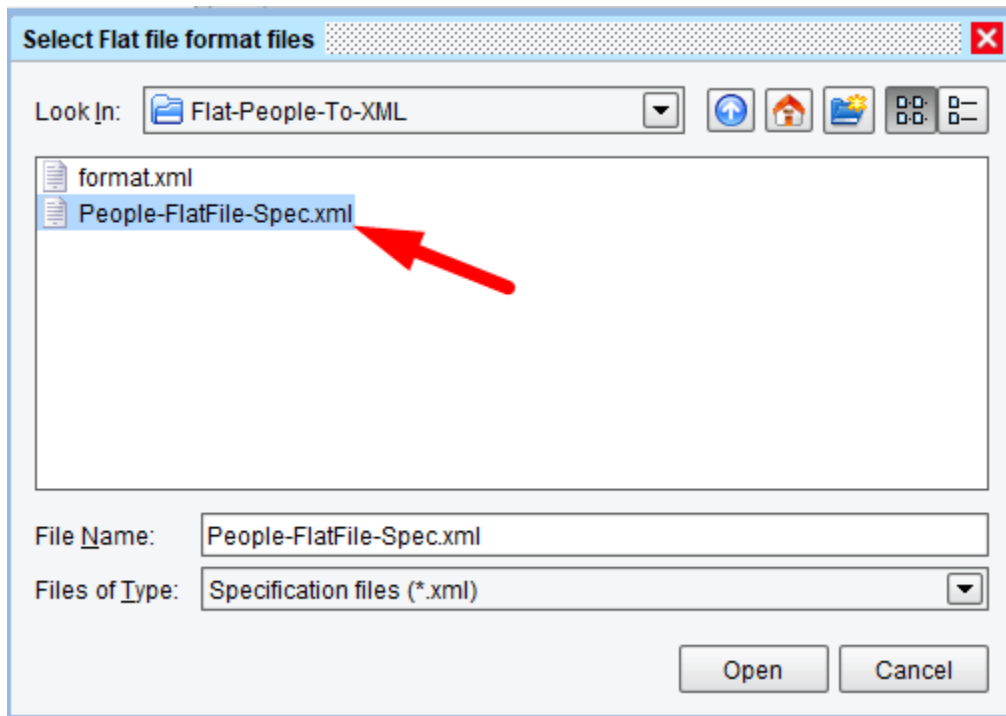 Select Flat file format files
Look In: Flat-People-To-XML
format.xml
People-FlatFile-Spec.xml
File Name: People-FlatFile-Spec.xml
Files of Type: Specification files (*.xml)
Open Cancel